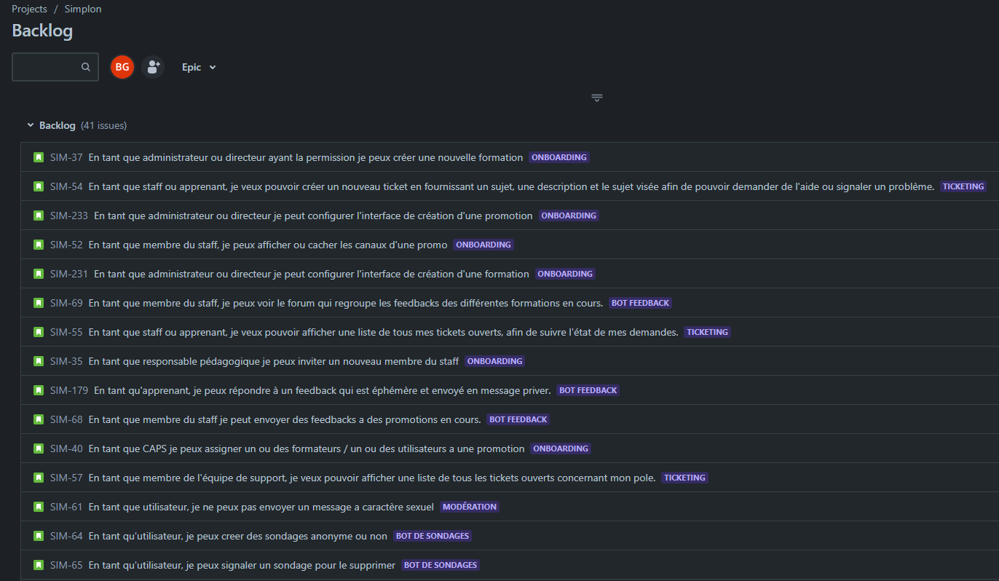 Projects / Simplon
Backlog
BG Epic
Backlog (41 issues)
SIM-37 En tant que administrateur ou directeur ayant la permission je peux créer une nouvelle formation ONBOARDING
SIM-54 En tant que staff ou apprenant, je veux pouvoir créer un nouveau ticket en fournissant un sujet, une description et le sujet visée afin de pouvoir demander de l'aide ou signaler un problème. TICKETING
SIM-233 En tant que administrateur ou directeur je peut configurer l'interface de création d'une promotion ONBOARDING
SIM-52 En tant que membre du staff, je peux afficher ou cacher les canaux d'une promo ONBOARDING
SIM-231 En tant que administrateur ou directeur je peut configurer l'interface de création d'une formation ONBOARDING
SIM-69 En tant que membre du staff, je peux voir le forum qui regroupe les feedbacks des différentes formations en cours. BOT FEEDBACK
SIM-55 En tant que staff ou apprenant, je veux pouvoir afficher une liste de tous mes tickets ouverts, afin de suivre l'état de mes demandes. TICKETING
SIM-35 En tant que responsable pédagogique je peux inviter un nouveau membre du staff ONBOARDING
SIM-179 En tant qu'apprenant, je peux répondre à un feedback qui est éphémère et envoyé en message priver. BOT FEEDBACK
SIM-68 En tant que membre du staff je peut envoyer des feedbacks a des promotions en cours. BOT FEEDBACK
SIM-40 En tant que CAPS je peux assigner un ou des formateurs / un ou des utilisateurs a une promotion ONBOARDING
SIM-57 En tant que membre de l'équipe de support, je veux pouvoir afficher une liste de tous les tickets ouverts concernant mon pole. TICKETING
SIM-61 En tant que utilisateur, je ne peux pas envoyer un message a caractère sexuel MODÉRATION
SIM-64 En tant qu'utilisateur, je peux creer des sondages anonyme ou non BOT DE SONDAGES
SIM-65 En tant qu'utilisateur, je peux signaler un sondage pour le supprimer BOT DE SONDAGES